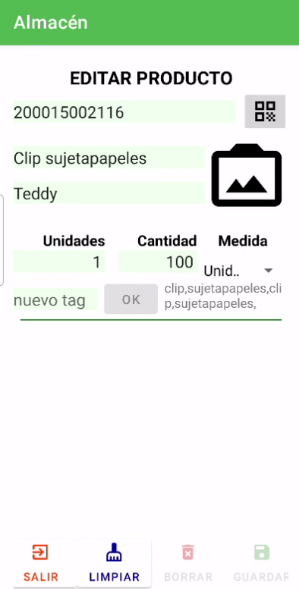 Almacén
EDITAR PRODUCTO
200015002116
Clip sujetapapeles
Teddy
Unidades Cantidad Medida
1 100 Unid..
nuevo tag OK clip,sujetapapeles,cli
p,sujetapapeles,
SALIR LIMPIAR BORRAR GUARDAR